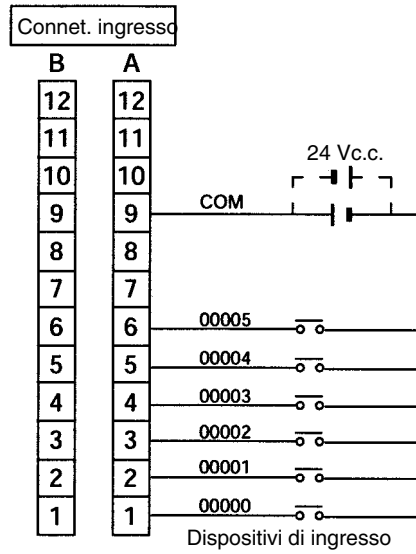 Connet. ingresso
B A
12 12
11 11
10 10
24 Vc.c.
9 9 COM
8 8
7 7
6 6 00005
5 5 00004
4 4 00003
3 3 00002
2 2 00001
1 1 00000
Dispositivi di ingresso